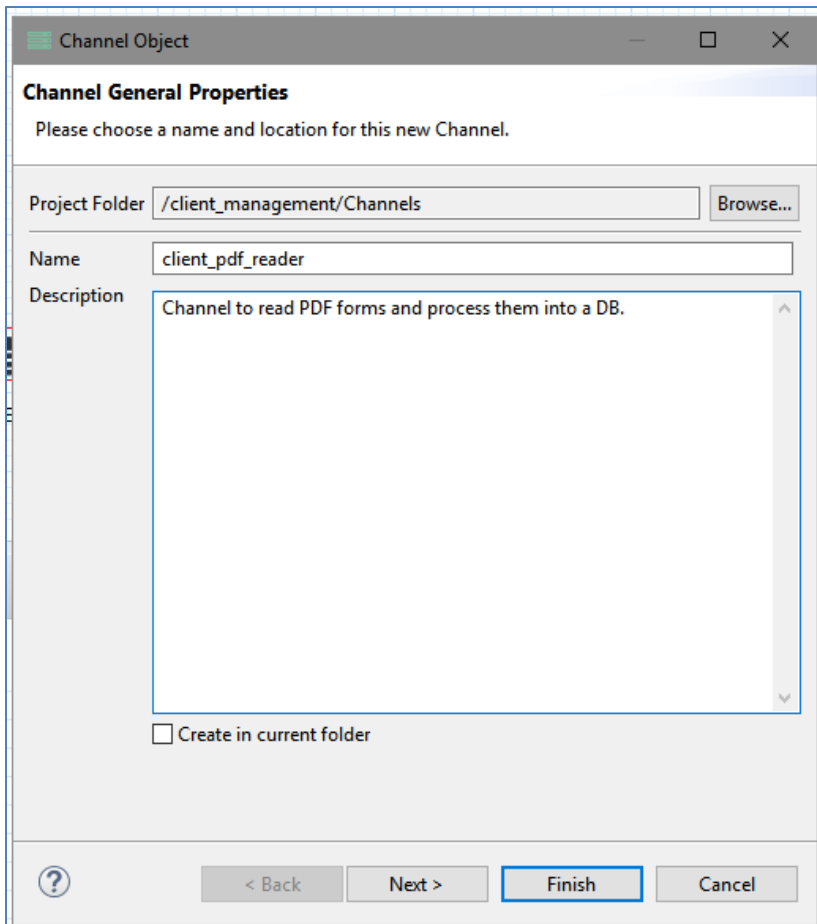 Channel Object
Channel General Properties
Please choose a name and location for this new Channel.
Project Folder /client_management/Channels Browse...
Name client_pdf_reader
Description Channel to read PDF forms and process them into a DB.
Create in current folder
? < Back Next > Finish Cancel